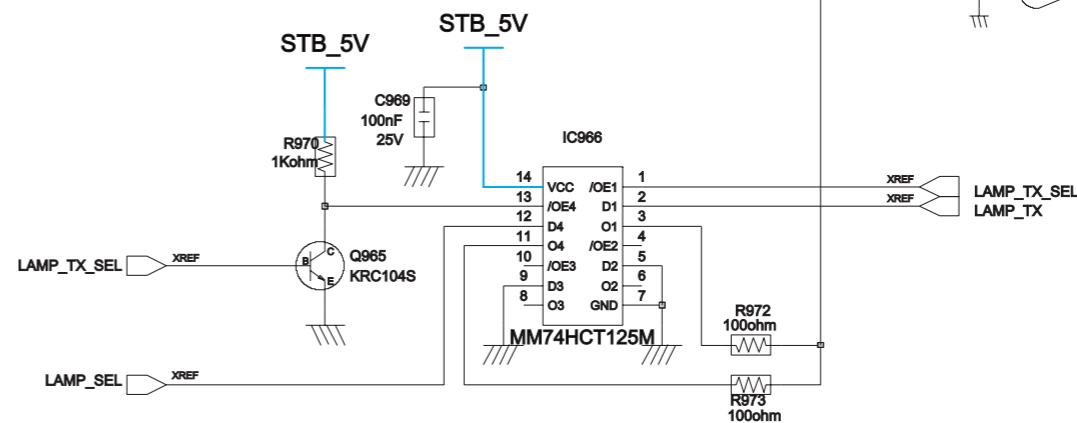 STB_5V
STB_5V
C969
100nF
25V
R970
1Kohm
IC966
14 VCC /OE1 1
13 /OE4 D1 2
12 D4 O1 3
11 O4 /OE2 4
10 /OE3 D2 5
9 D3 O2 6
8 O3 GND 7
MM74HCT125M
XREF LAMP_TX_SEL
XREF LAMP_TX
LAMP_TX_SEL XREF
B C E
Q965
KRC104S
R972
100ohm
LAMP_SEL XREF
R973
100ohm